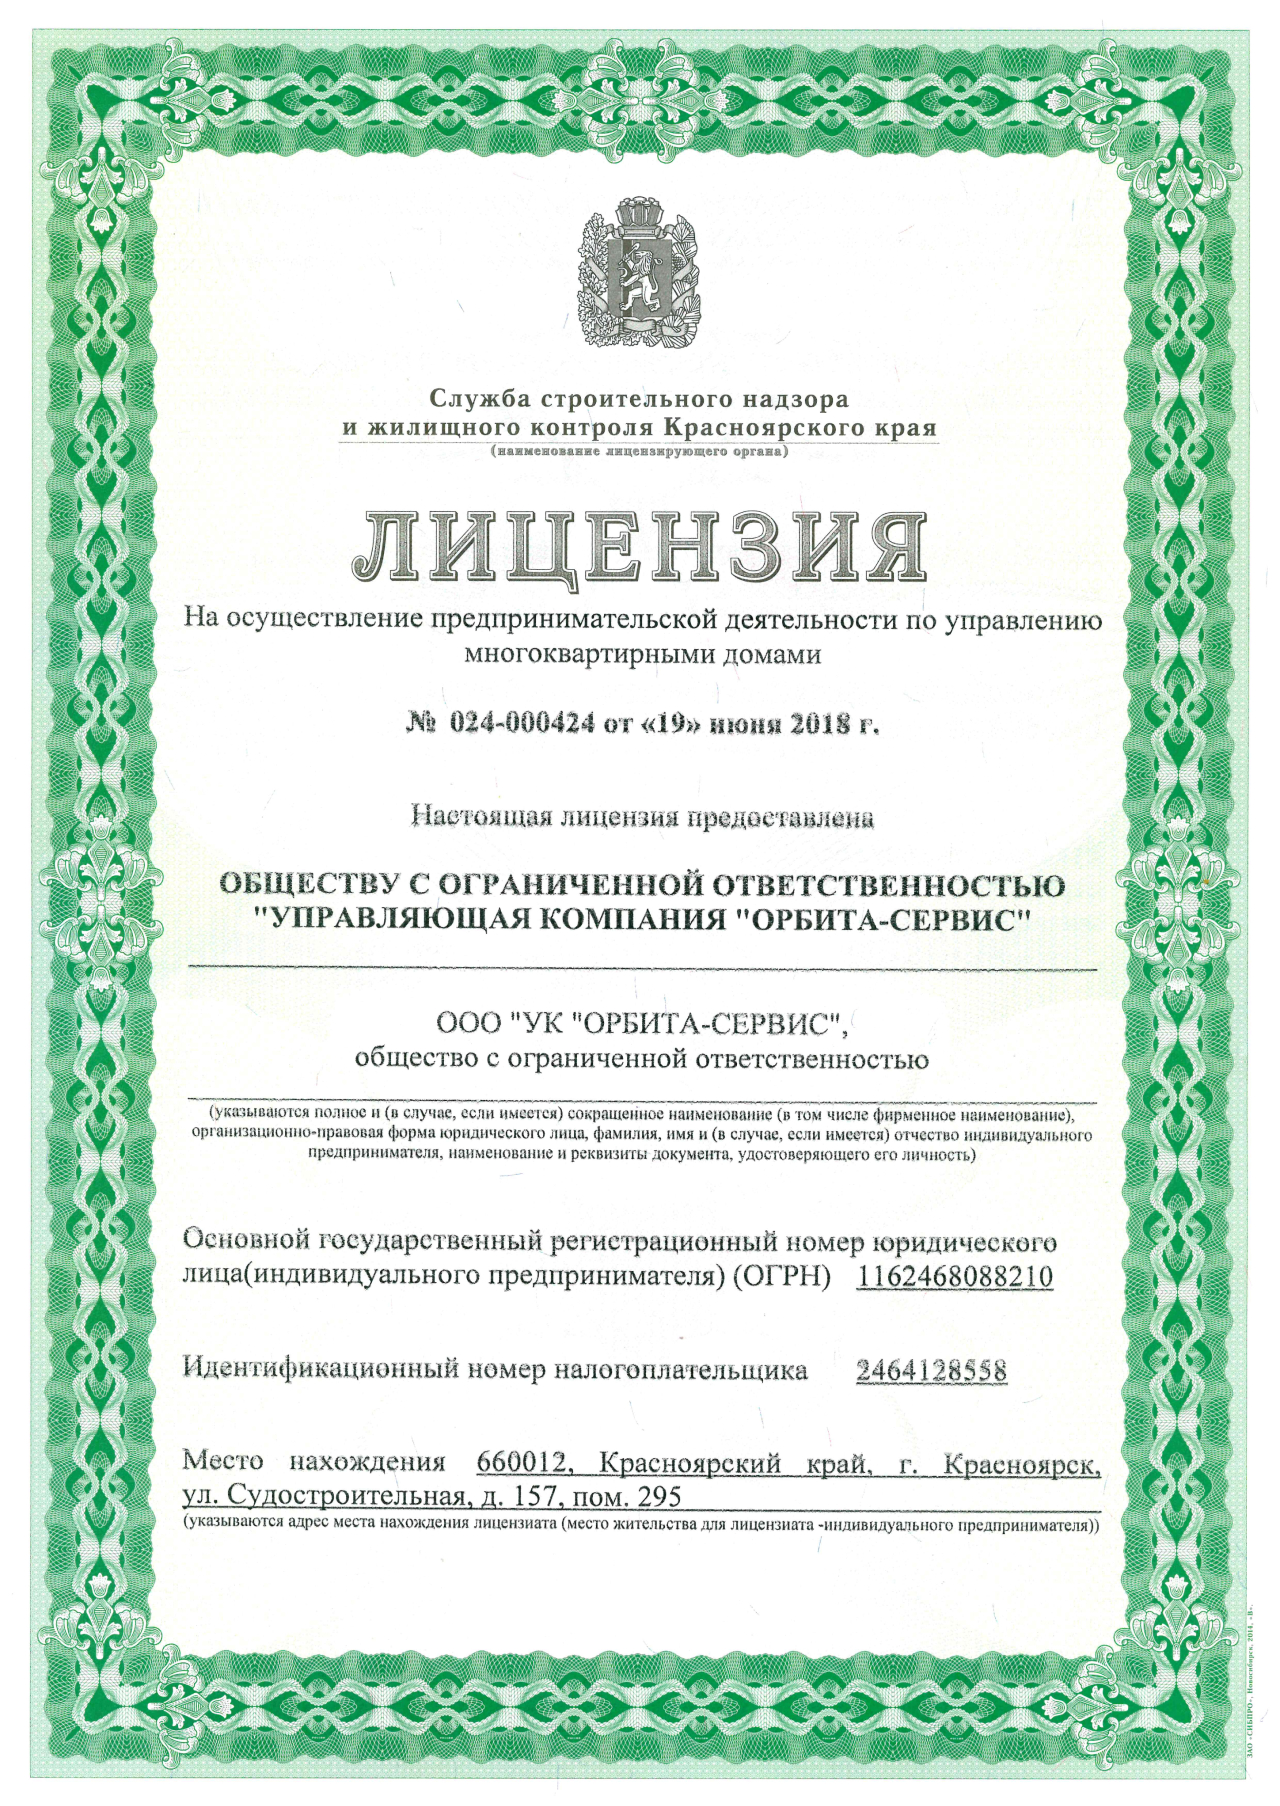 Служба строительного надзора
и жилищного контроля Красноярского края
(наименование лицензирующего органа)
ЛИЦЕНЗИЯ
На осуществление предпринимательской деятельности по управлению
многоквартирными домами
№ 024-000424 от «19» июня 2018 г.
Настоящая лицензия предоставлена
ОБЩЕСТВУ С ОГРАНИЧЕННОЙ ОТВЕТСТВЕННОСТЬЮ
"УПРАВЛЯЮЩАЯ КОМПАНИЯ "ОРБИТА-СЕРВИС"
ООО "УК "ОРБИТА-СЕРВИС",
общество с ограниченной ответственностью
(указываются полное и (в случае, если имеется) сокращенное наименование (в том числе фирменное наименование),
организационно-правовая форма юридического лица, фамилия, имя и (в случае, если имеется) отчество индивидуального
предпринимателя, наименование и реквизиты документа, удостоверяющего его личность)
Основной государственный регистрационный номер юридического
лица(индивидуального предпринимателя) (ОГРН) 1162468088210
Идентификационный номер налогоплательщика 2464128558
Место нахождения 660012, Красноярский край, г. Красноярск,
ул. Судостроительная, д. 157, пом. 295
(указываются адрес места нахождения лицензиата (место жительства для лицензиата -индивидуального предпринимателя))
ЗАО «СИБПРО», Новосибирск, 2014, «В».